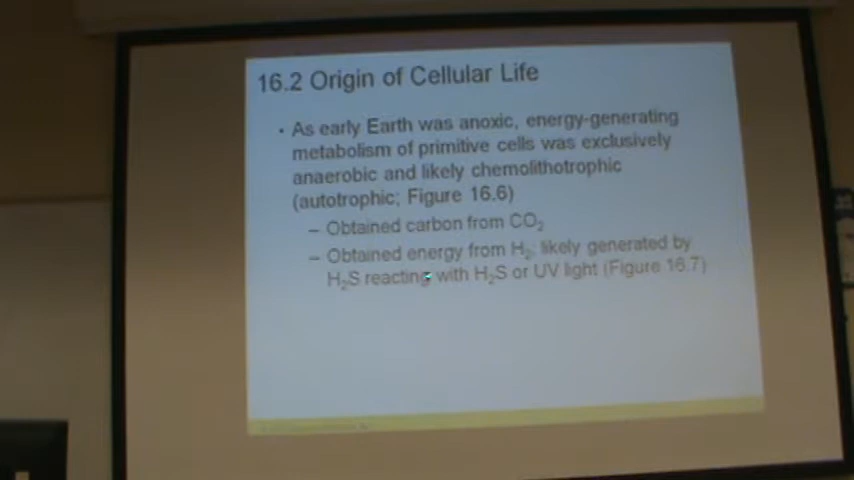 16.2 Origin of Cellular Life
• As early Earth was anoxic, energy-generating
metabolism of primitive cells was exclusively
anaerobic and likely chemolithotrophic
(autotrophic; Figure 16.6)
– Obtained carbon from CO₂
– Obtained energy from H₂; likely generated by
H₂S reacting with H₂S or UV light (Figure 16.7)